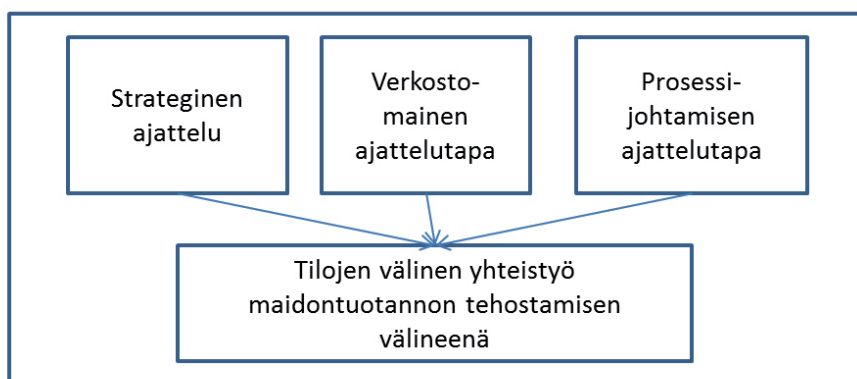 Strateginen
ajattelu
Verkosto-
mainen
ajattelutapa
Prosessi-
johtamisen
ajattelutapa
Tilojen välinen yhteistyö
maidontuotannon tehostamisen
välineenä